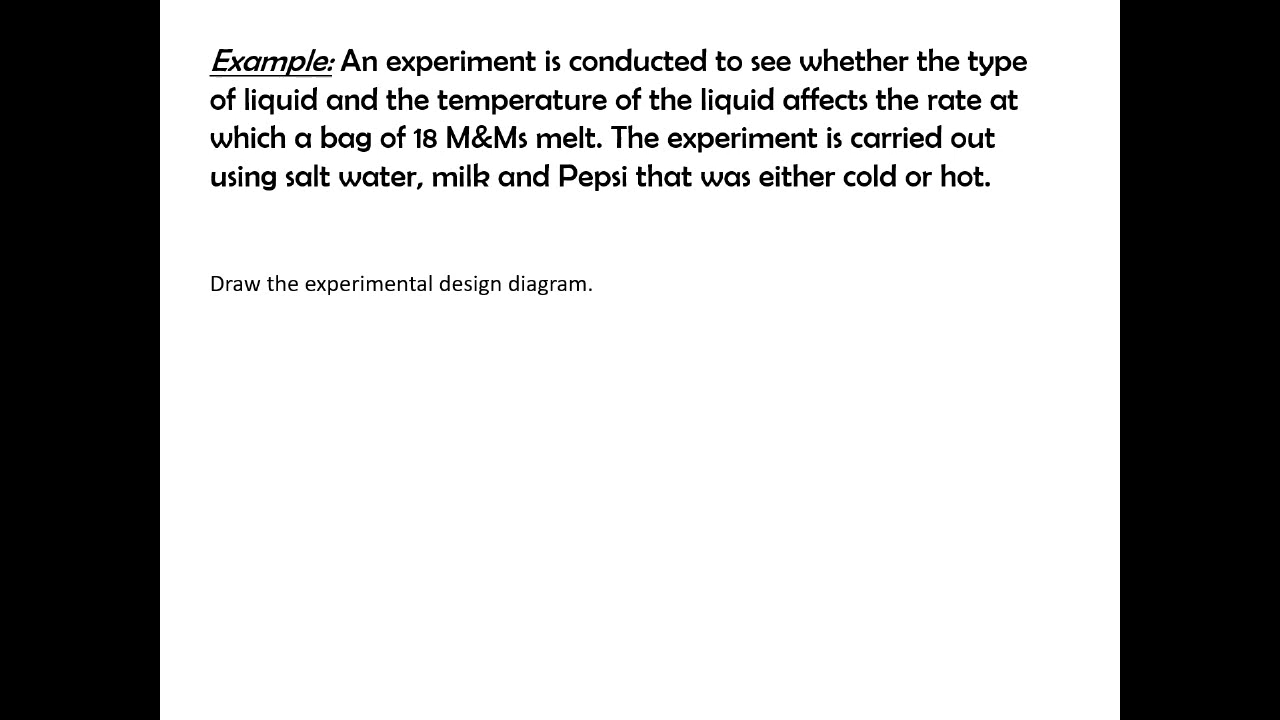 Example: An experiment is conducted to see whether the type
of liquid and the temperature of the liquid affects the rate at
which a bag of 18 M&Ms melt. The experiment is carried out
using salt water, milk and Pepsi that was either cold or hot.
Draw the experimental design diagram.